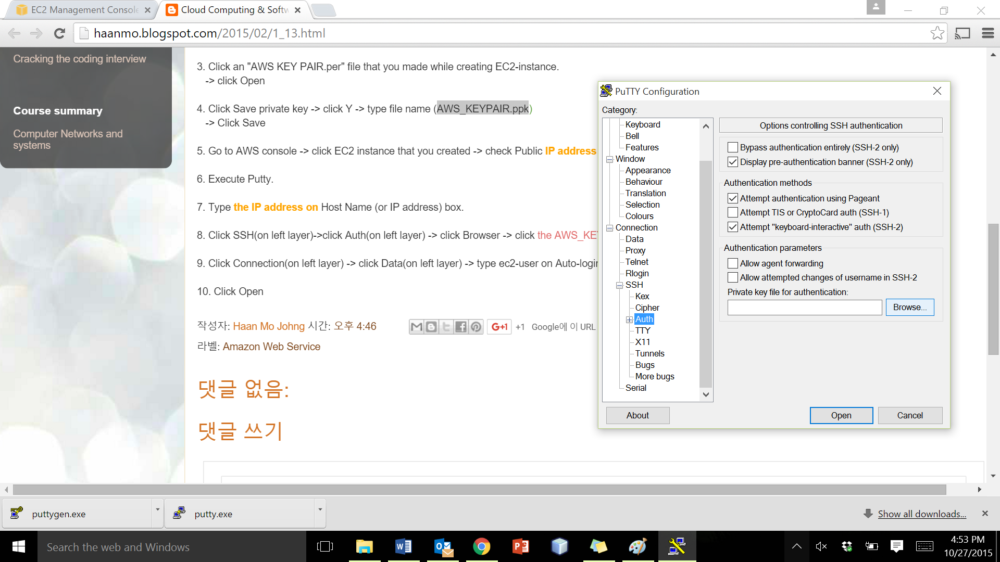 EC2 Management Console
Cloud Computing & Softw
haanmo.blogspot.com/2015/02/1_13.html
Cracking the coding interview
Course summary
Computer Networks and
systems
3. Click an "AWS KEY PAIR.per" file that you made while creating EC2-instance.
-> click Open
4. Click Save private key -> click Y -> type file name (AWS_KEYPAIR.ppk)
-> Click Save
5. Go to AWS console -> click EC2 instance that you created -> check Public IP address
6. Execute Putty.
7. Type the IP address on Host Name (or IP address) box.
8. Click SSH(on left layer)->click Auth(on left layer) -> click Browser -> click the AWS_KEY
9. Click Connection(on left layer) -> click Data(on left layer) -> type ec2-user on Auto-login
10. Click Open
작성자: Haan Mo Johng 시간: 오후 4:46
G+1 +1 Google에 이 URL
라벨: Amazon Web Service
댓글 없음:
댓글 쓰기
PuTTY Configuration
Category:
Keyboard
Bell
Features
Window
Appearance
Behaviour
Translation
Selection
Colours
Connection
Data
Proxy
Telnet
Rlogin
SSH
Kex
Cipher
Auth
TTY
X11
Tunnels
Bugs
More bugs
Serial
Options controlling SSH authentication
Bypass authentication entirely (SSH-2 only)
Display pre-authentication banner (SSH-2 only)
Authentication methods
Attempt authentication using Pageant
Attempt TIS or CryptoCard auth (SSH-1)
Attempt "keyboard-interactive" auth (SSH-2)
Authentication parameters
Allow agent forwarding
Allow attempted changes of username in SSH-2
Private key file for authentication:
Browse...
About
Open
Cancel
puttygen.exe
putty.exe
Show all downloads...
Search the web and Windows
4:53 PM
10/27/2015